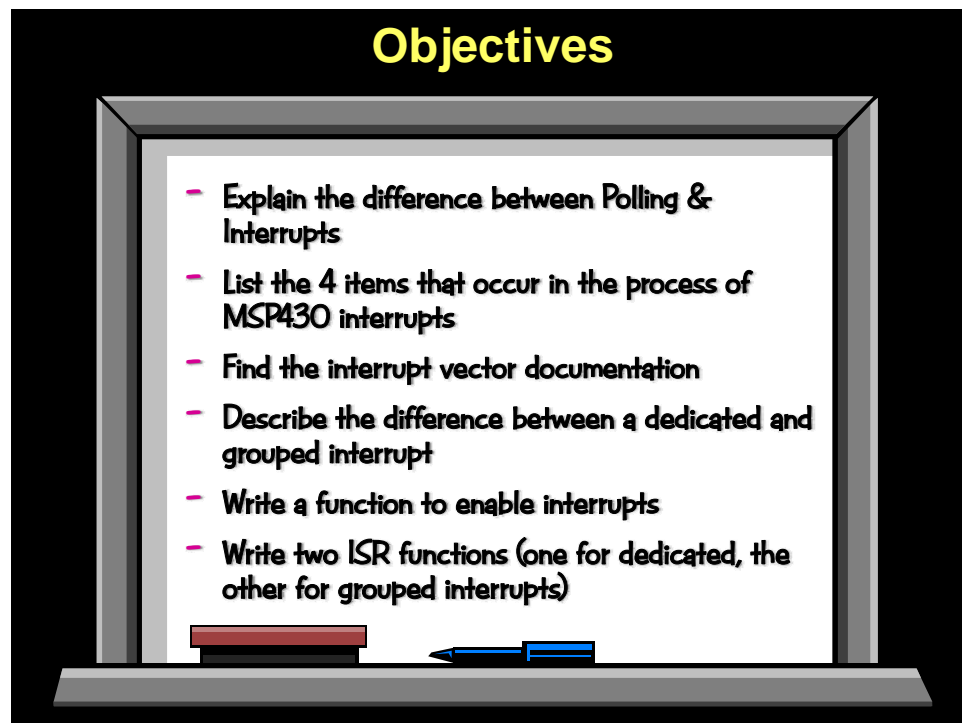 Objectives
- Explain the difference between Polling &
Interrupts
- List the 4 items that occur in the process of
MSP430 interrupts
- Find the interrupt vector documentation
- Describe the difference between a dedicated and
grouped interrupt
- Write a function to enable interrupts
- Write two ISR functions (one for dedicated, the
other for grouped interrupts)